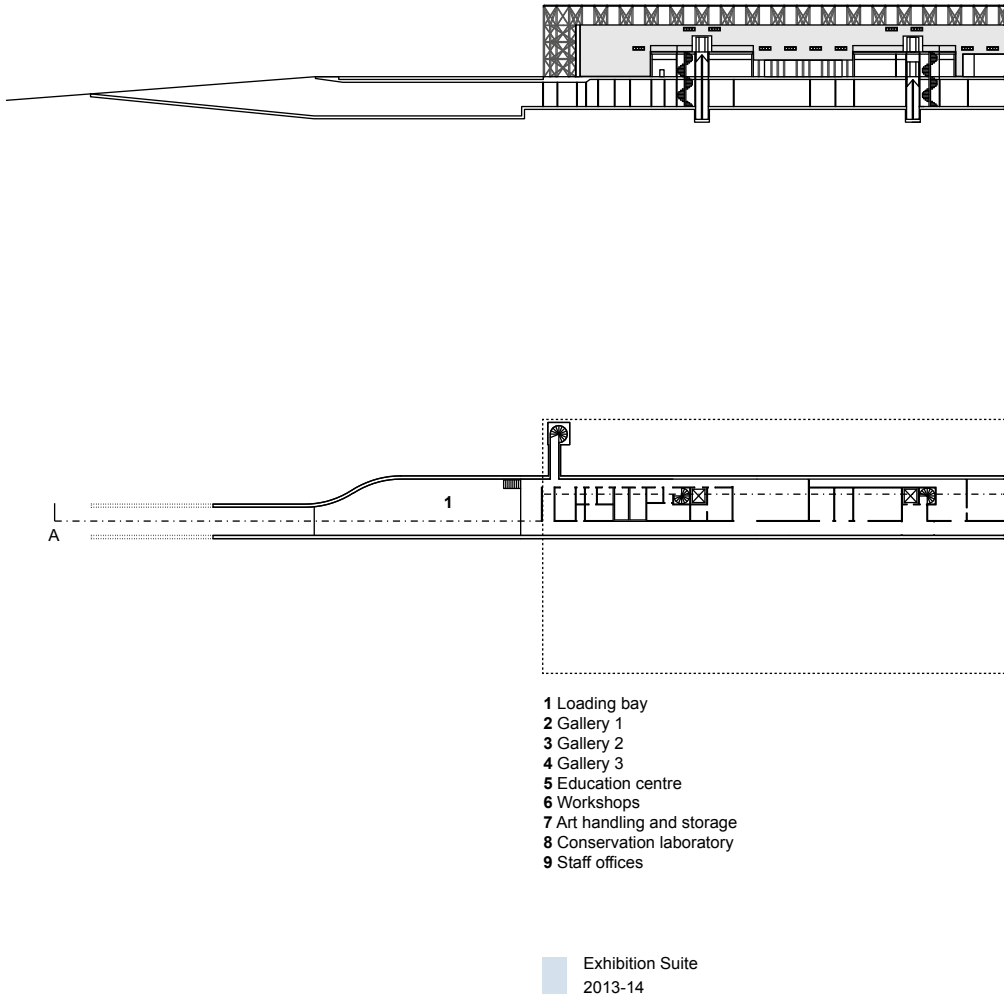 1
A
1 Loading bay
2 Gallery 1
3 Gallery 2
4 Gallery 3
5 Education centre
6 Workshops
7 Art handling and storage
8 Conservation laboratory
9 Staff offices
Exhibition Suite
2013-14